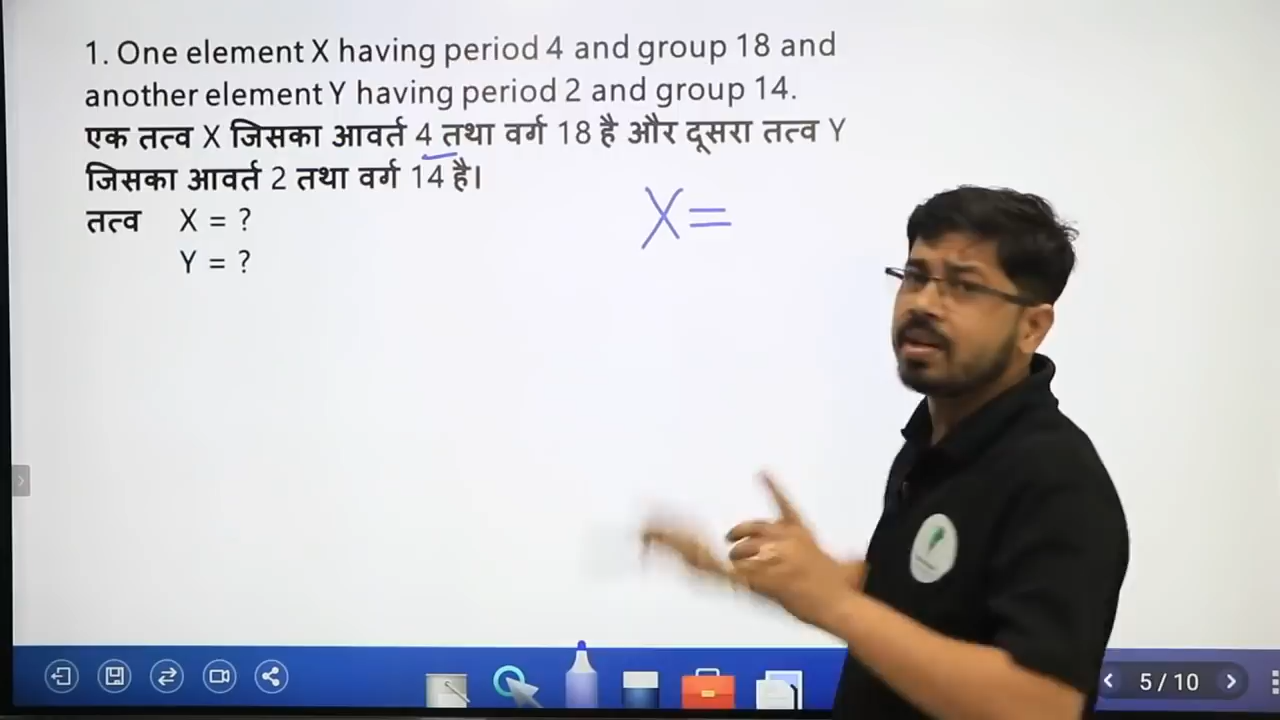 1. One element X having period 4 and group 18 and
another element Y having period 2 and group 14.
एक तत्व X जिसका आवर्त 4 तथा वर्ग 18 है और दूसरा तत्व Y
जिसका आवर्त 2 तथा वर्ग 14 है।
तत्व X = ?
Y = ?
X=
5 / 10